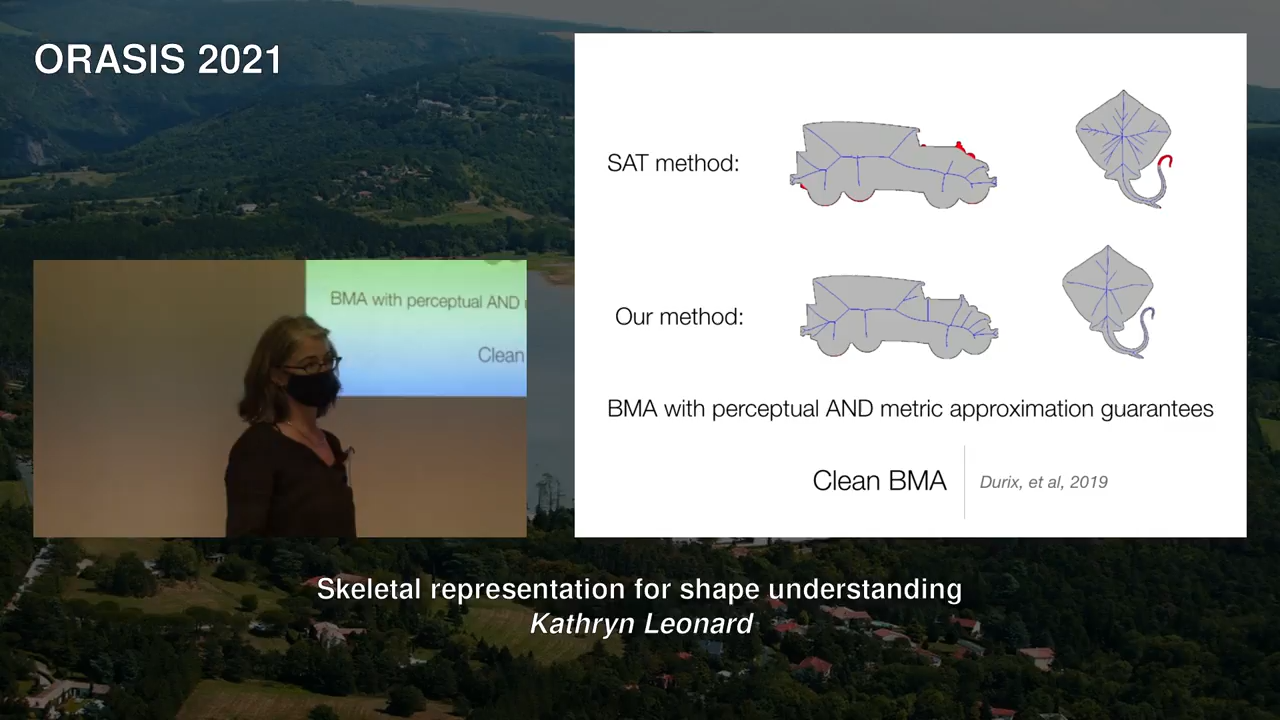 ORASIS 2021
SAT method:
Our method:
BMA with perceptual AND metric approximation guarantees
Clean BMA
Durix, et al, 2019
BMA with perceptual AND
Clean
Skeletal representation for shape understanding
Kathryn Leonard